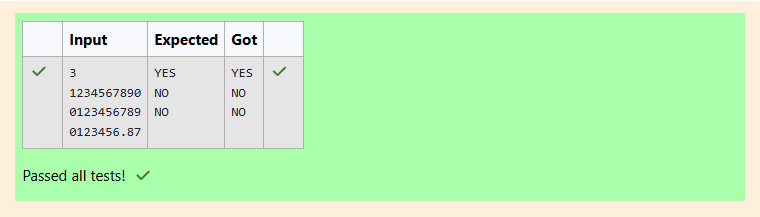 Input Expected Got
3 YES YES
1234567890 NO NO
0123456789 NO NO
0123456.87
Passed all tests!